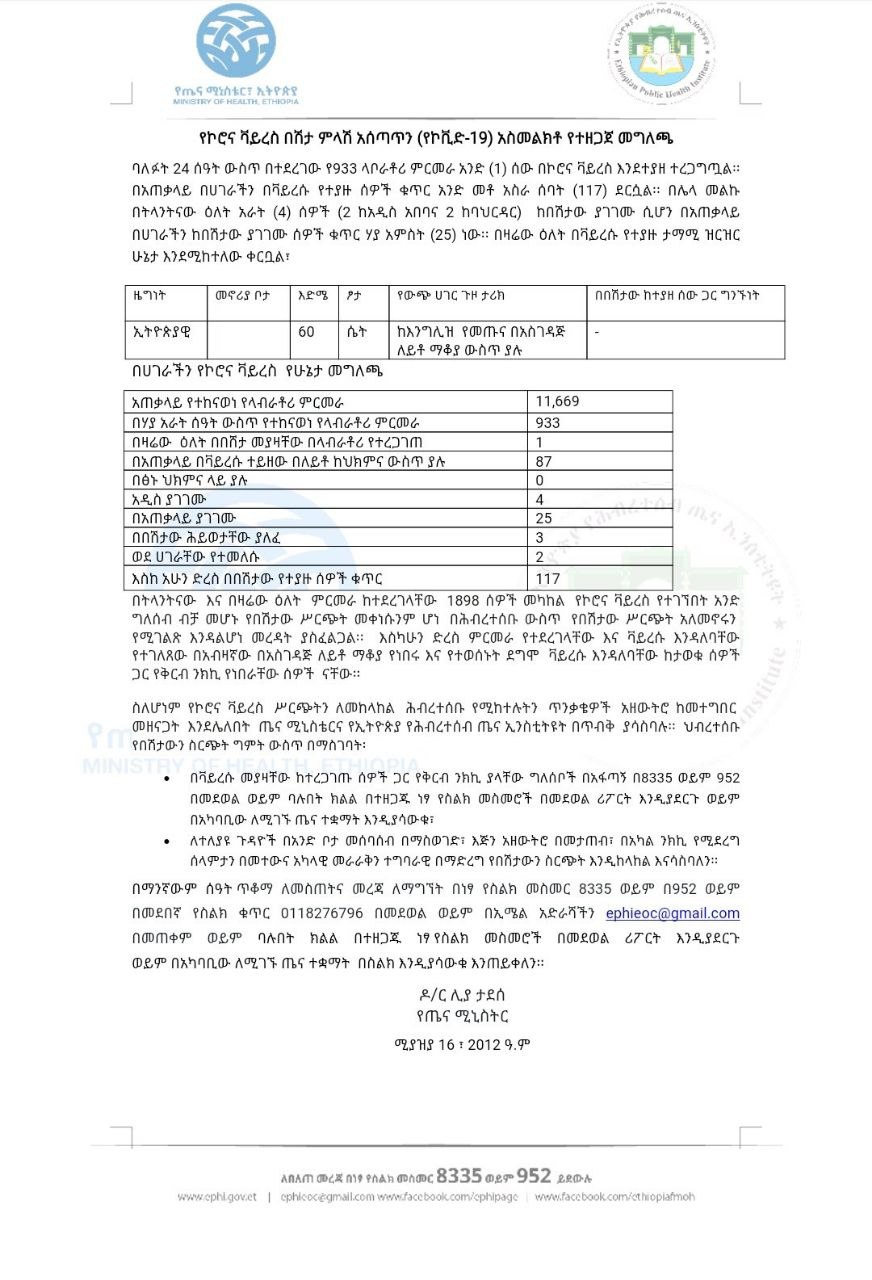 የጤና ሚኒስቴር፣ ኢትዮጵያ
MINISTRY OF HEALTH, ETHIOPIA
Ethiopian Public Health Institute
የኮሮና ቫይረስ በሽታ ምላሽ አሰጣጥን (የኮቪድ-19) አስመልክቶ የተዘጋጀ መግለጫ
ባለፉት 24 ሰዓት ውስጥ በተደረገው የ933 ላቦራቶሪ ምርመራ አንድ (1) ሰው በኮሮና ቫይረስ እንደተያዘ ተረጋግጧል።
በአጠቃላይ በሀገራችን በቫይረሱ የተያዙ ሰዎች ቁጥር አንድ መቶ አስራ ሰባት (117) ደርሷል። በሌላ መልኩ
በትላንትናው ዕለት አራት (4) ሰዎች (2 ከአዲስ አበባና 2 ከባህርዳር) ከበሽታው ያገገሙ ሲሆን በአጠቃላይ
በሀገራችን ከበሽታው ያገገሙ ሰዎች ቁጥር ሃያ አምስት (25) ነው። በዛሬው ዕለት በቫይረሱ የተያዙ ታማሚ ዝርዝር
ሁኔታ እንደሚከተለው ቀርቧል፣
ዜግነት መኖሪያ ቦታ እድሜ ፆታ የውጭ ሀገር ጉዞ ታሪክ በበሽታው ከተያዘ ሰው ጋር ግንኙነት
ኢትዮጵያዊ 60 ሴት ከእንግሊዝ የመጡና በአስገዳጅ -
ለይቶ ማቆያ ውስጥ ያሉ
በሀገራችን የኮሮና ቫይረስ የሁኔታ መግለጫ
አጠቃላይ የተከናወነ የላብራቶሪ ምርመራ 11,669
በሃያ አራት ሰዓት ውስጥ የተከናወነ የላብራቶሪ ምርመራ 933
በዛሬው ዕለት በበሽታ መያዛቸው በላብራቶሪ የተረጋገጠ 1
በአጠቃላይ በቫይረሱ ተይዘው በለይቶ ከህክምና ውስጥ ያሉ 87
በፅኑ ህክምና ላይ ያሉ 0
አዲስ ያገገሙ 4
በአጠቃላይ ያገገሙ 25
በበሽታው ሕይወታቸው ያለፈ 3
ወደ ሀገራቸው የተመለሱ 2
እስከ አሁን ድረስ በበሽታው የተያዙ ሰዎች ቁጥር 117
በትላንትናው እና በዛሬው ዕለት ምርመራ ከተደረገላቸው 1898 ሰዎች መካከል የኮሮና ቫይረስ የተገኘበት አንድ
ግለሰብ ብቻ መሆኑ የበሽታው ሥርጭት መቀነሱንም ሆነ በሕብረተሰቡ ውስጥ የበሽታው ሥርጭት አለመኖሩን
የሚገልጽ እንዳልሆነ መረዳት ያስፈልጋል። እስካሁን ድረስ ምርመራ የተደረገላቸው እና ቫይረሱ እንዳለባቸው
የተገለጸው በአብዛኛው በአስገዳጅ ለይቶ ማቆያ የነበሩ እና የተወሰኑት ደግሞ ቫይረሱ እንዳለባቸው ከታወቁ ሰዎች
ጋር የቅርብ ንክኪ የነበራቸው ሰዎች ናቸው።
ስለሆነም የኮሮና ቫይረስ ሥርጭትን ለመከላከል ሕብረተሰቡ የሚከተሉትን ጥንቃቄዎች አዘውትሮ ከመተግበር
መዘናጋት እንደሌለበት ጤና ሚኒስቴርና የኢትዮጵያ የሕብረተሰብ ጤና ኢንስቲትዩት በጥብቅ ያሳስባሉ። ህብረተሰቡ
የበሽታውን ስርጭት ግምት ውስጥ በማስገባት፡
• በቫይረሱ መያዛቸው ከተረጋገጡ ሰዎች ጋር የቅርብ ንክኪ ያላቸው ግለሰቦች በአፋጣኝ በ8335 ወይም 952
በመደወል ወይም ባሉበት ክልል በተዘጋጁ ነፃ የስልክ መስመሮች በመደወል ሪፖርት እንዲያደርጉ ወይም
በአካባቢው ለሚገኙ ጤና ተቋማት እንዲያሳውቁ፣
• ለተለያዩ ጉዳዮች በአንድ ቦታ መሰባሰብ በማስወገድ፣ እጅን አዘውትሮ በመታጠብ፣ በአካል ንክኪ የሚደረግ
ሰላምታን በመተውና አካላዊ መራራቅን ተግባራዊ በማድረግ የበሽታውን ስርጭት እንዲከላከል እናሳስባለን።
በማንኛውም ሰዓት ጥቆማ ለመስጠትና መረጃ ለማግኘት በነፃ የስልክ መስመር 8335 ወይም በ952 ወይም
በመደበኛ የስልክ ቁጥር 0118276796 በመደወል ወይም በኢሜል አድራሻችን ephieoc@gmail.com
በመጠቀም ወይም ባሉበት ክልል በተዘጋጁ ነፃ የስልክ መስመሮች በመደወል ሪፖርት እንዲያደርጉ
ወይም በአካባቢው ለሚገኙ ጤና ተቋማት በስልክ እንዲያሳውቁ እንጠይቀለን።
ዶ/ር ሊያ ታደሰ
የጤና ሚኒስትር
ሚያዝያ 16 ፣ 2012 ዓ.ም
ለበለጠ መረጃ በነፃ የስልክ መስመር 8335 ወይም 952 ይደውሉ
www.ephi.gov.et | ephieoc@gmail.com www.facebook.com/ephipage | www.facebook.com/ethiopiafmoh